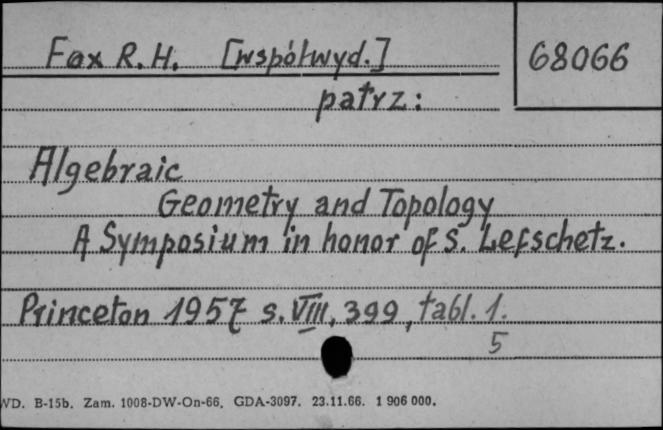 Fox R. H. [współwyd.] 68066
patrz:
Algebraic
Geometry and Topology
A Symposium in honor of S. Lefschetz.
Princeton 1957 s. VIII, 399, tabl. 1.
5
WD. B-15b. Zam. 1008-DW-On-66. GDA-3097. 23.11.66. 1 906 000.